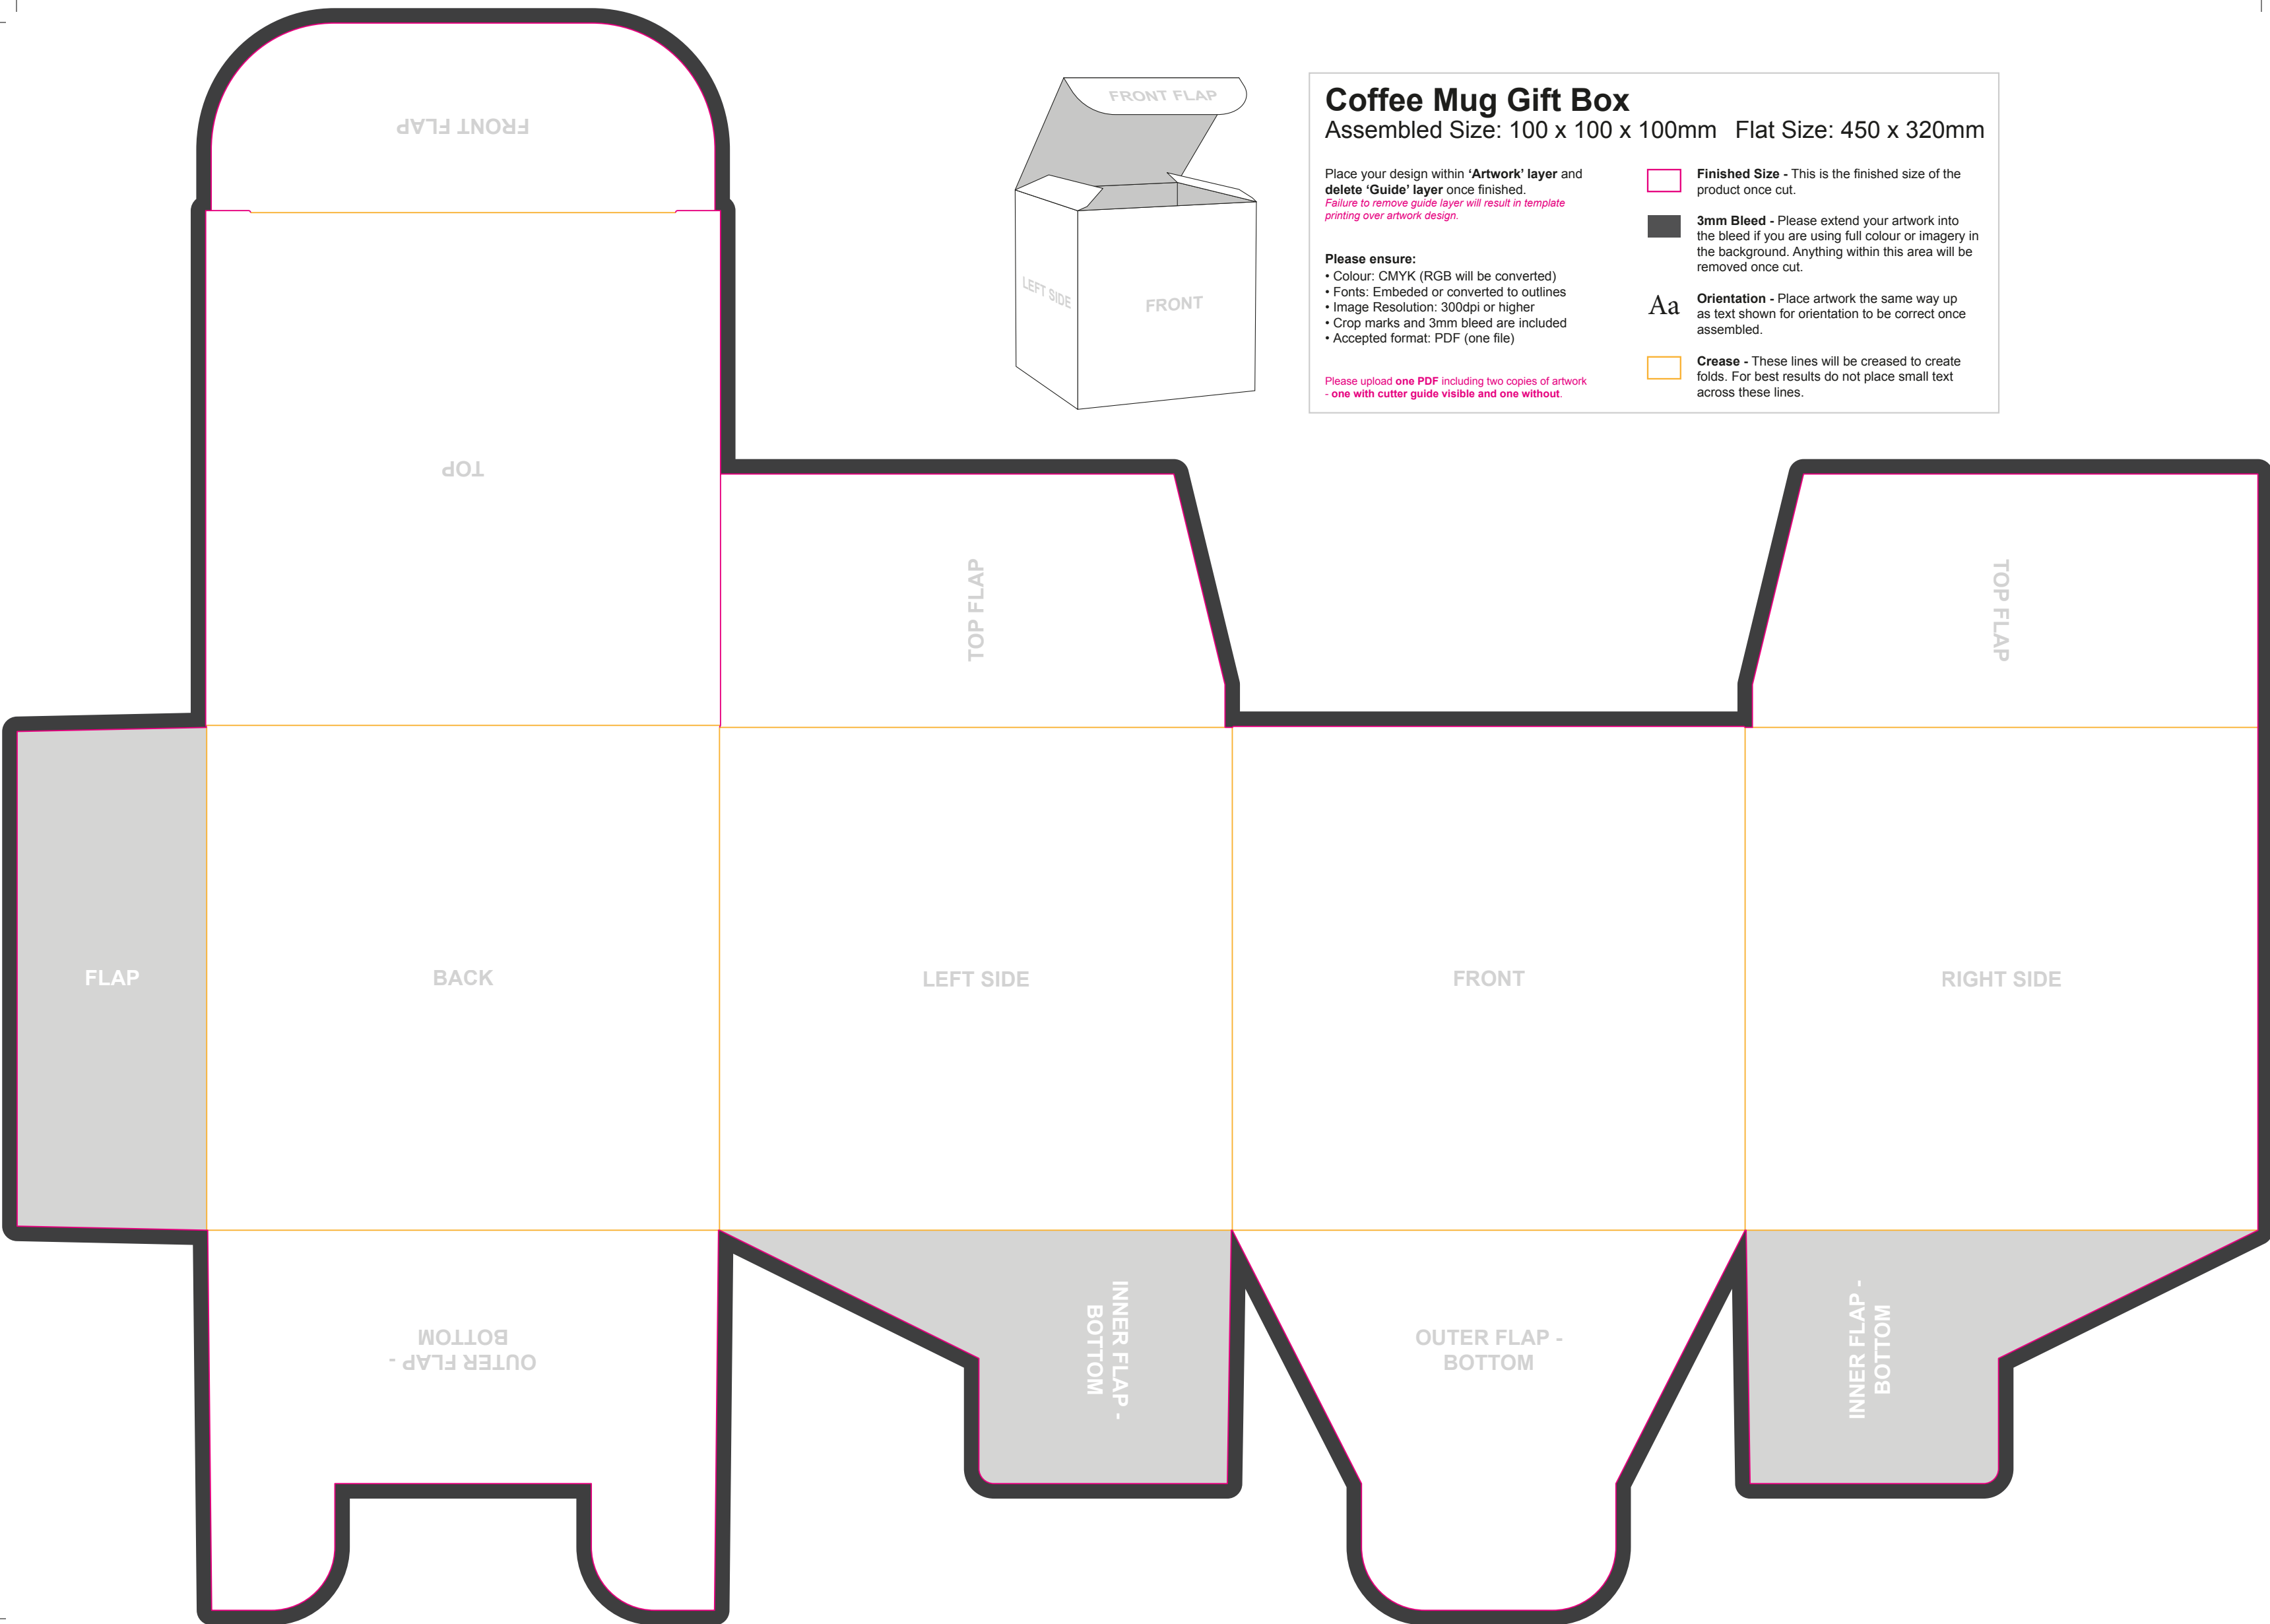 FRONT FLAP
FRONT FLAP
Coffee Mug Gift Box
Assembled Size: 100 x 100 x 100mm Flat Size: 450 x 320mm
Place your design within ‘Artwork’ layer and
delete ‘Guide’ layer once finished.
Failure to remove guide layer will result in template
printing over artwork design.
Please ensure:
• Colour: CMYK (RGB will be converted)
• Fonts: Embeded or converted to outlines
• Image Resolution: 300dpi or higher
• Crop marks and 3mm bleed are included
• Accepted format: PDF (one file)
Please upload one PDF including two copies of artwork
- one with cutter guide visible and one without.
Finished Size - This is the finished size of the
product once cut.
3mm Bleed - Please extend your artwork into
the bleed if you are using full colour or imagery in
the background. Anything within this area will be
removed once cut.
Aa
Orientation - Place artwork the same way up
as text shown for orientation to be correct once
assembled.
Crease - These lines will be creased to create
folds. For best results do not place small text
across these lines.
LEFT SIDE
FRONT
TOP
TOP FLAP
TOP FLAP
FLAP
BACK
LEFT SIDE
FRONT
RIGHT SIDE
OUTER FLAP -
BOTTOM
INNER FLAP -
BOTTOM
OUTER FLAP -
BOTTOM
INNER FLAP -
BOTTOM